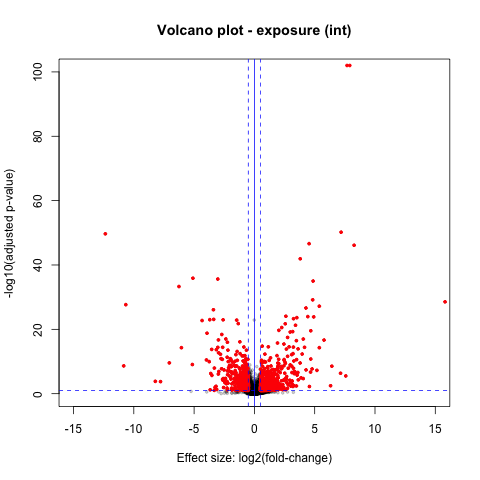 Volcano plot - exposure (int)
-log10(adjusted p-value)
100
80
60
40
20
0
-15 -10 -5 0 5 10 15
Effect size: log2(fold-change)